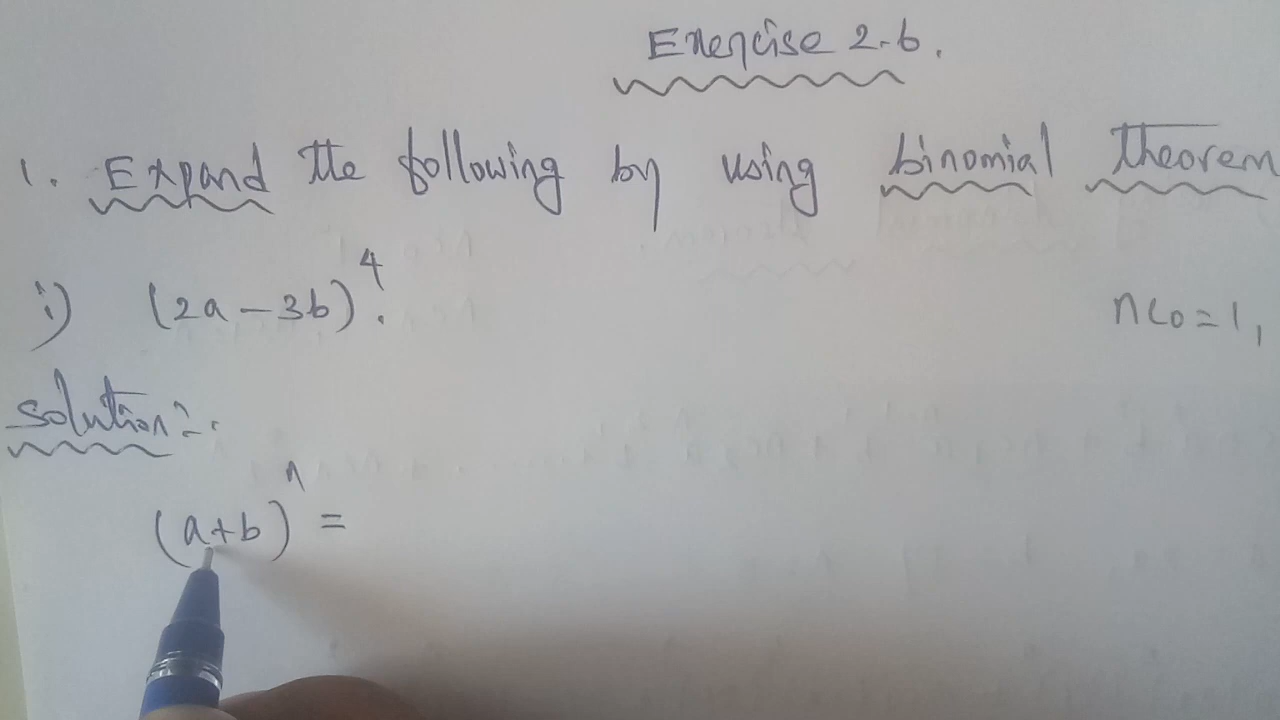 Exercise 2.6.
1. Expand the following by using binomial theorem
i) (2a - 3b)⁴.
nC₀ = 1,
Solution:-
(a+b)ⁿ =